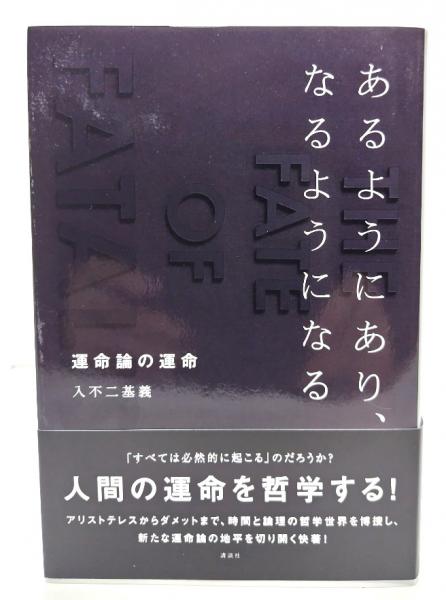 あるようにあり、
なるようになる
THE
FATE
OF
FATAL
運命論の運命
入不二基義
「すべては必然的に起こる」のだろうか?
人間の運命を哲学する!
アリストテレスからダメットまで、時間と論理の哲学世界を博捜し、
新たな運命論の地平を切り開く快著!
講談社